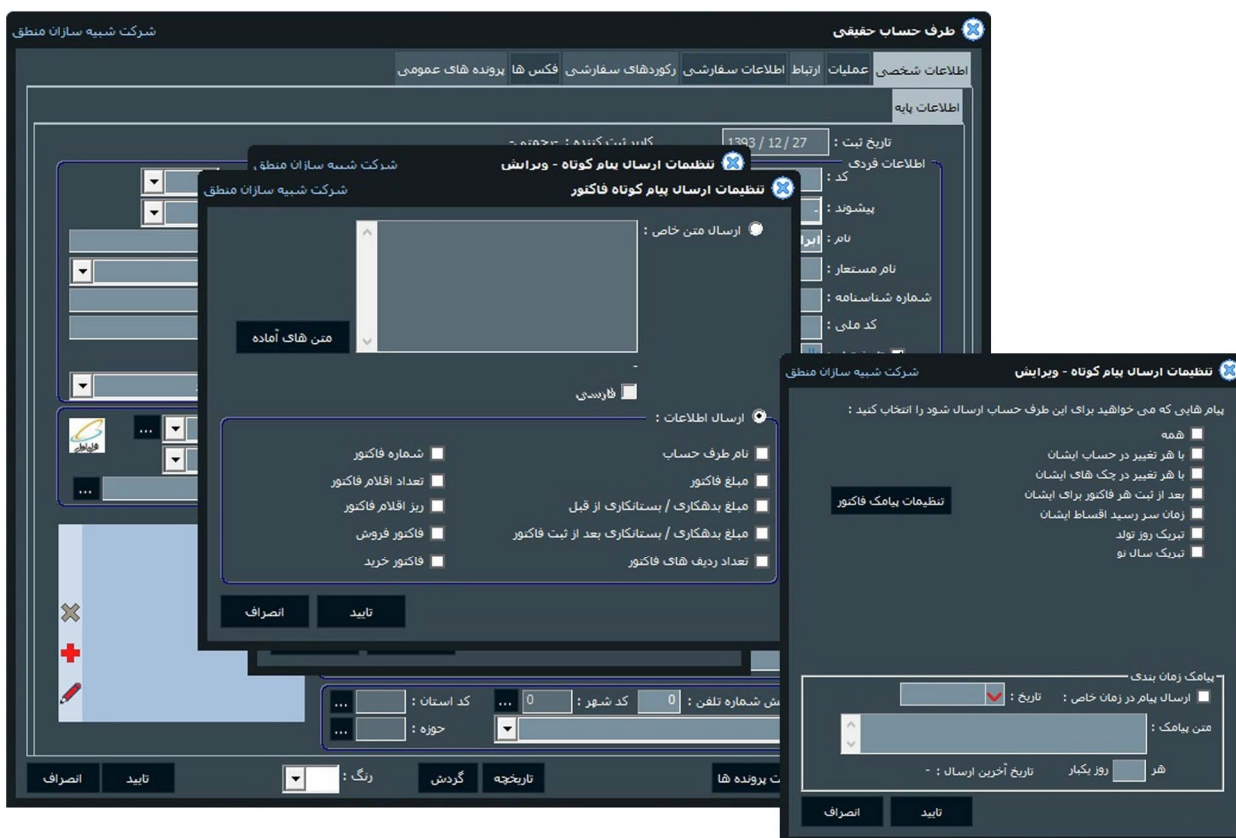 طرف حساب حقیقی
شرکت شبیه سازان منطق
اطلاعات شخصی عملیات ارتباط اطلاعات سفارشی رکوردهای سفارشی فکس ها پرونده های عمومی
اطلاعات پایه
تاریخ ثبت : 1393 / 12 / 27 کاربر ثبت کننده :
اطلاعات فردی
کد :
پیشوند : -
نام :
نام مستعار :
شماره شناسنامه :
کد ملی :
شماره تلفن : 0 کد شهر : 0 ... کد استان : ...
حوزه : ...
پرونده ها تاریخچه گردش رنگ : تایید انصراف
تنظیمات ارسال پیام کوتاه - ویرایش
شرکت شبیه سازان منطق
تنظیمات ارسال پیام کوتاه فاکتور
شرکت شبیه سازان منطق
ارسال متن خاص :
متن های آماده
-
فارسی
ارسال اطلاعات :
نام طرف حساب شماره فاکتور
مبلغ فاکتور تعداد اقلام فاکتور
مبلغ بدهکاری / بستانکاری از قبل ریز اقلام فاکتور
مبلغ بدهکاری / بستانکاری بعد از ثبت فاکتور فاکتور فروش
تعداد ردیف های فاکتور فاکتور خرید
تایید انصراف
تنظیمات ارسال پیام کوتاه - ویرایش
شرکت شبیه سازان منطق
پیام هایی که می خواهید برای این طرف حساب ارسال شود را انتخاب کنید :
همه
با هر تغییر در حساب ایشان
با هر تغییر در چک های ایشان
بعد از ثبت هر فاکتور برای ایشان
زمان سر رسید اقساط ایشان
تبریک روز تولد
تبریک سال نو
تنظیمات پیامک فاکتور
پیامک زمان بندی
ارسال پیام در زمان خاص : تاریخ :
متن پیامک :
هر روز یکبار تاریخ آخرین ارسال : -
تایید انصراف